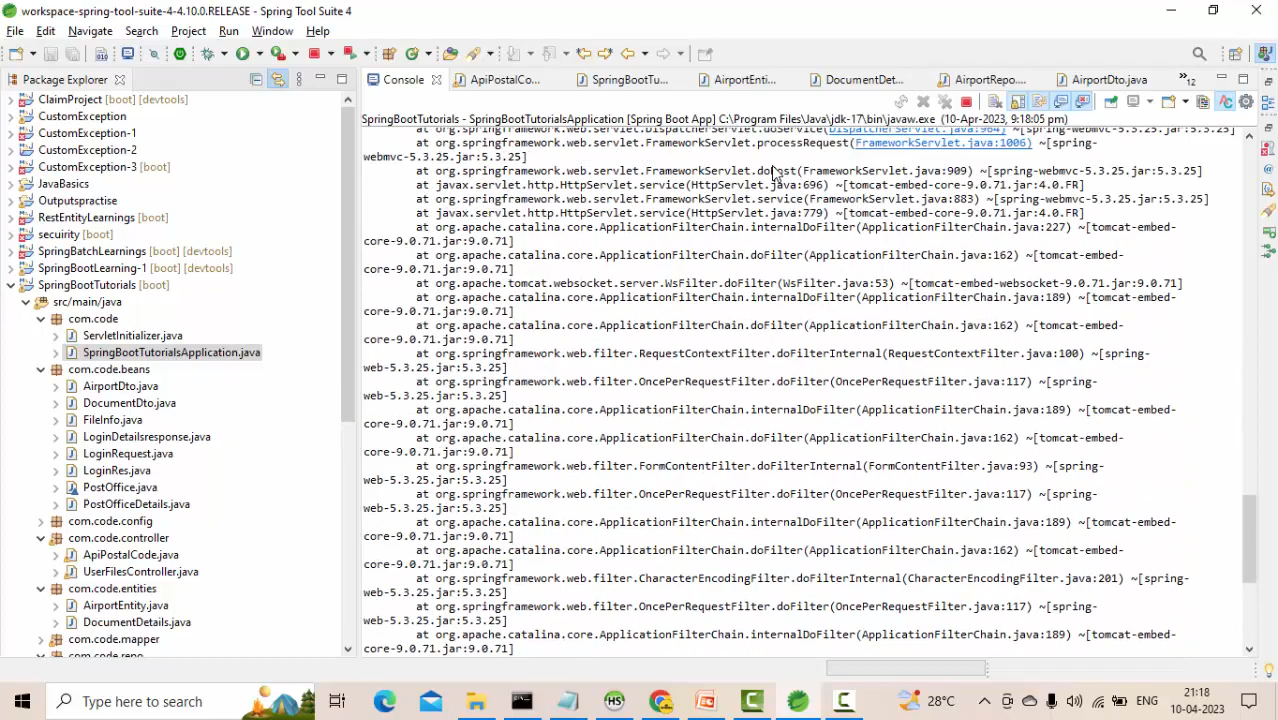 workspace-spring-tool-suite-4-4.10.0.RELEASE - Spring Tool Suite 4
File Edit Navigate Search Project Run Window Help
Package Explorer
Console ApiPostalCo... SpringBootTu... AirportEnti... DocumentDet... AirportRepo.... AirportDto.java »12
SpringBootTutorials - SpringBootTutorialsApplication [Spring Boot App] C:\Program Files\Java\jdk-17\bin\javaw.exe (10-Apr-2023, 9:18:05 pm)
ClaimProject [boot] [devtools]
CustomException
CustomException-1
CustomException-2
CustomException-3 [boot] [devtools]
JavaBasics
Outputspractise
RestEntityLearnings [boot]
secuirity [boot]
SpringBatchLearnings [boot] [devtools]
SpringBootLearning-1 [boot] [devtools]
SpringBootTutorials [boot]
src/main/java
com.code
ServletInitializer.java
SpringBootTutorialsApplication.java
com.code.beans
AirportDto.java
DocumentDto.java
FileInfo.java
LoginDetailsresponse.java
LoginRequest.java
LoginRes.java
PostOffice.java
PostOfficeDetails.java
com.code.config
com.code.controller
ApiPostalCode.java
UserFilesController.java
com.code.entities
AirportEntity.java
DocumentDetails.java
com.code.mapper
com.code.repo
at org.springframework.web.servlet.DispatcherServlet.doService(DispatcherServlet.java:964) ~[spring-webmvc-5.3.25.jar:5.3.25]
at org.springframework.web.servlet.FrameworkServlet.processRequest(FrameworkServlet.java:1006) ~[spring-
webmvc-5.3.25.jar:5.3.25]
at org.springframework.web.servlet.FrameworkServlet.doPost(FrameworkServlet.java:909) ~[spring-webmvc-5.3.25.jar:5.3.25]
at javax.servlet.http.HttpServlet.service(HttpServlet.java:696) ~[tomcat-embed-core-9.0.71.jar:4.0.FR]
at org.springframework.web.servlet.FrameworkServlet.service(FrameworkServlet.java:883) ~[spring-webmvc-5.3.25.jar:5.3.25]
at javax.servlet.http.HttpServlet.service(HttpServlet.java:779) ~[tomcat-embed-core-9.0.71.jar:4.0.FR]
at org.apache.catalina.core.ApplicationFilterChain.internalDoFilter(ApplicationFilterChain.java:227) ~[tomcat-embed-
core-9.0.71.jar:9.0.71]
at org.apache.catalina.core.ApplicationFilterChain.doFilter(ApplicationFilterChain.java:162) ~[tomcat-embed-
core-9.0.71.jar:9.0.71]
at org.apache.tomcat.websocket.server.WsFilter.doFilter(WsFilter.java:53) ~[tomcat-embed-websocket-9.0.71.jar:9.0.71]
at org.apache.catalina.core.ApplicationFilterChain.internalDoFilter(ApplicationFilterChain.java:189) ~[tomcat-embed-
core-9.0.71.jar:9.0.71]
at org.apache.catalina.core.ApplicationFilterChain.doFilter(ApplicationFilterChain.java:162) ~[tomcat-embed-
core-9.0.71.jar:9.0.71]
at org.springframework.web.filter.RequestContextFilter.doFilterInternal(RequestContextFilter.java:100) ~[spring-
web-5.3.25.jar:5.3.25]
at org.springframework.web.filter.OncePerRequestFilter.doFilter(OncePerRequestFilter.java:117) ~[spring-
web-5.3.25.jar:5.3.25]
at org.apache.catalina.core.ApplicationFilterChain.internalDoFilter(ApplicationFilterChain.java:189) ~[tomcat-embed-
core-9.0.71.jar:9.0.71]
at org.apache.catalina.core.ApplicationFilterChain.doFilter(ApplicationFilterChain.java:162) ~[tomcat-embed-
core-9.0.71.jar:9.0.71]
at org.springframework.web.filter.FormContentFilter.doFilterInternal(FormContentFilter.java:93) ~[spring-
web-5.3.25.jar:5.3.25]
at org.springframework.web.filter.OncePerRequestFilter.doFilter(OncePerRequestFilter.java:117) ~[spring-
web-5.3.25.jar:5.3.25]
at org.apache.catalina.core.ApplicationFilterChain.internalDoFilter(ApplicationFilterChain.java:189) ~[tomcat-embed-
core-9.0.71.jar:9.0.71]
at org.apache.catalina.core.ApplicationFilterChain.doFilter(ApplicationFilterChain.java:162) ~[tomcat-embed-
core-9.0.71.jar:9.0.71]
at org.springframework.web.filter.CharacterEncodingFilter.doFilterInternal(CharacterEncodingFilter.java:201) ~[spring-
web-5.3.25.jar:5.3.25]
at org.springframework.web.filter.OncePerRequestFilter.doFilter(OncePerRequestFilter.java:117) ~[spring-
web-5.3.25.jar:5.3.25]
at org.apache.catalina.core.ApplicationFilterChain.internalDoFilter(ApplicationFilterChain.java:189) ~[tomcat-embed-
core-9.0.71.jar:9.0.71]
Type here to search
28°C
ENG
21:18
10-04-2023